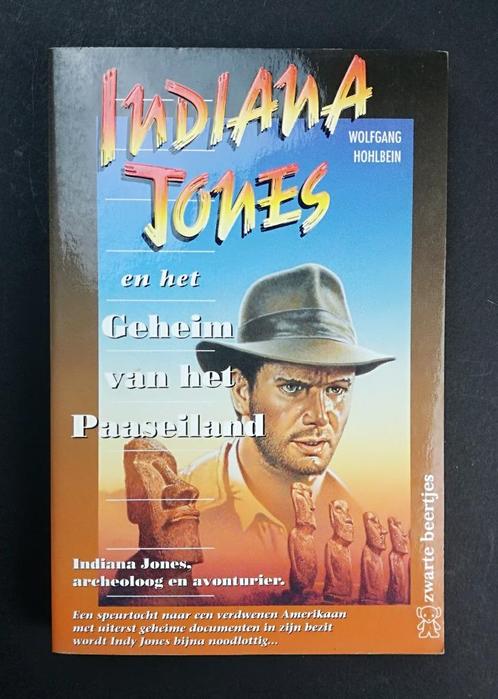 INDIANA
JONES
WOLFGANG
HOHLBEIN
en het
Geheim
van het
Paaseiland
Indiana Jones,
archeoloog en avonturier.
Een speurtocht naar een verdwenen Amerikaan
met uiterst geheime documenten in zijn bezit
wordt Indy Jones bijna noodlottig...
zwarte beertjes